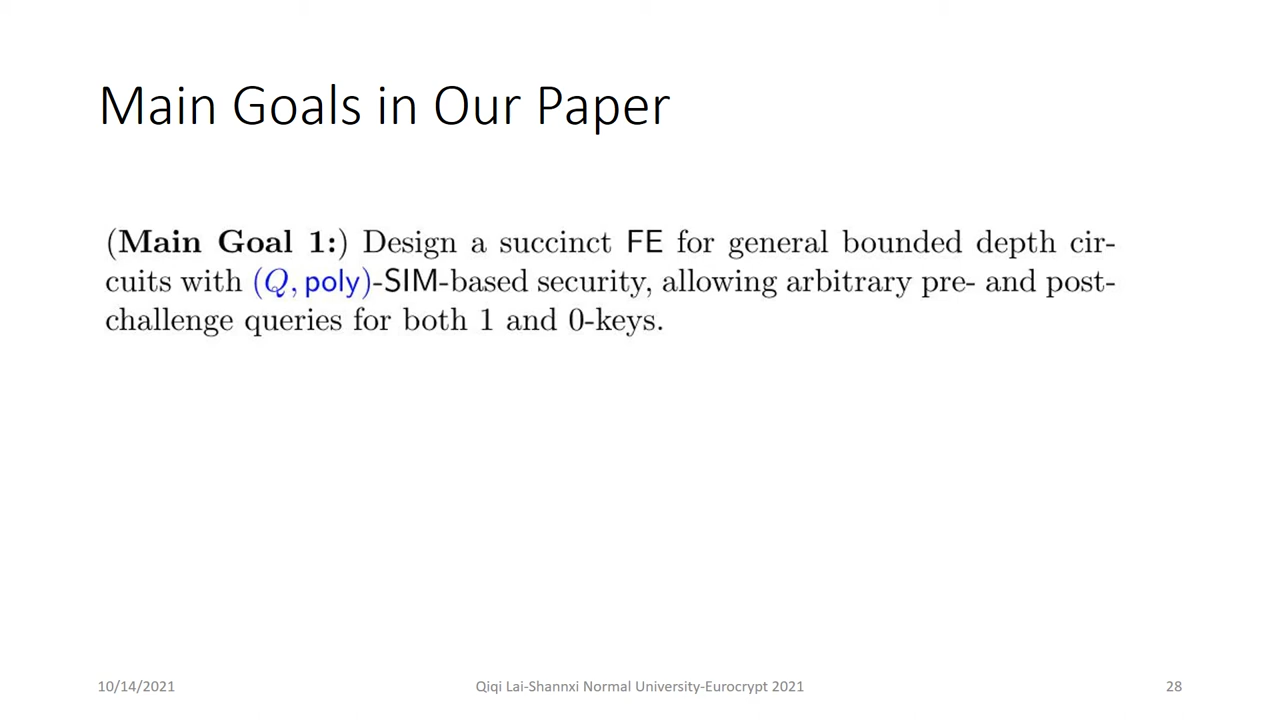 Main Goals in Our Paper
(Main Goal 1:) Design a succinct FE for general bounded depth cir-
cuits with (Q, poly)-SIM-based security, allowing arbitrary pre- and post-
challenge queries for both 1 and 0-keys.
10/14/2021 Qiqi Lai-Shannxi Normal University-Eurocrypt 2021 28